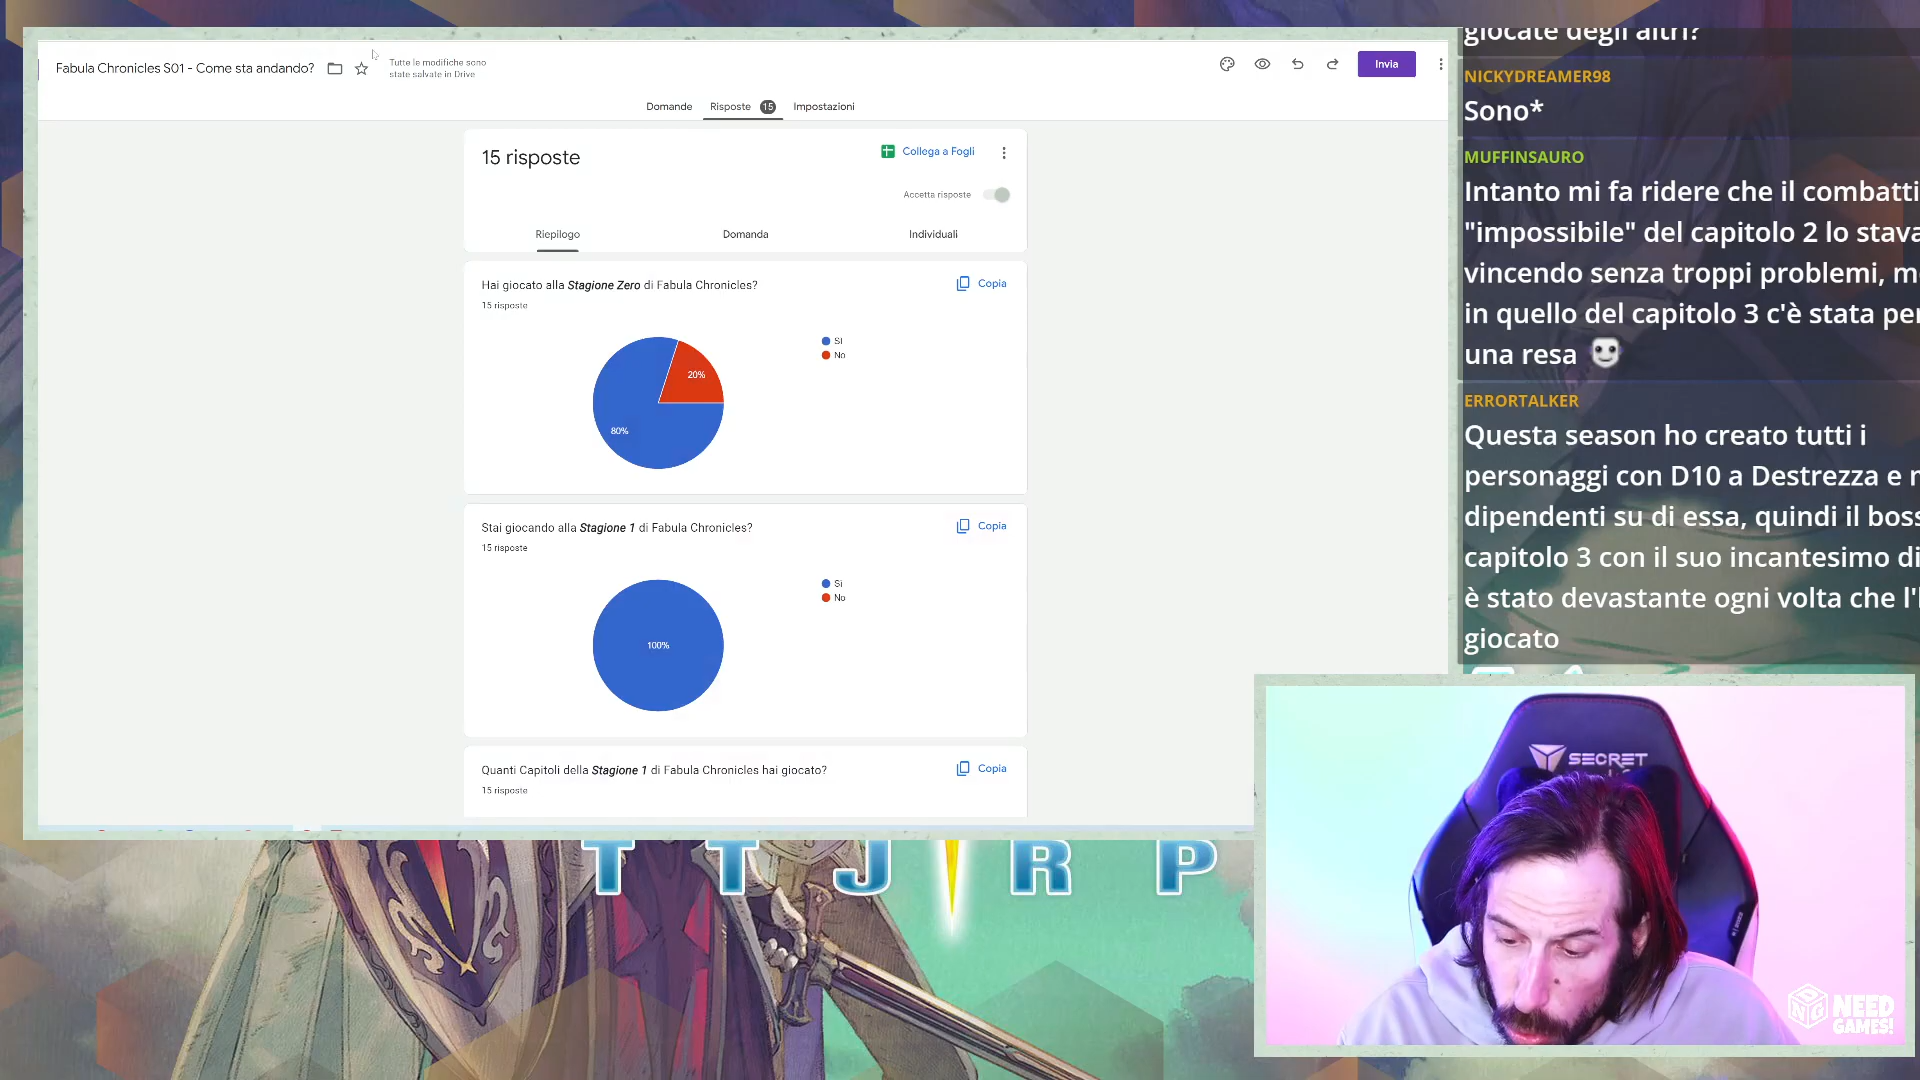 Fabula Chronicles S01 - Come sta andando?
Tutte le modifiche sono
state salvate in Drive
Invia
Domande
Risposte 15
Impostazioni
15 risposte
Collega a Fogli
Accetta risposte
Riepilogo
Domanda
Individuali
Hai giocato alla Stagione Zero di Fabula Chronicles?
Copia
15 risposte
Sì
No
20%
80%
Stai giocando alla Stagione 1 di Fabula Chronicles?
Copia
15 risposte
Sì
No
100%
Quanti Capitoli della Stagione 1 di Fabula Chronicles hai giocato?
Copia
15 risposte
giocate degli altri?
NICKYDREAMER98
Sono*
MUFFINSAURO
Intanto mi fa ridere che il combatti
"impossibile" del capitolo 2 lo stava
vincendo senza troppi problemi, m
in quello del capitolo 3 c'è stata per
una resa
ERRORTALKER
Questa season ho creato tutti i
personaggi con D10 a Destrezza e
dipendenti su di essa, quindi il boss
capitolo 3 con il suo incantesimo di
è stato devastante ogni volta che l'
giocato
TTJRP
SECRET
NEED
GAMES!